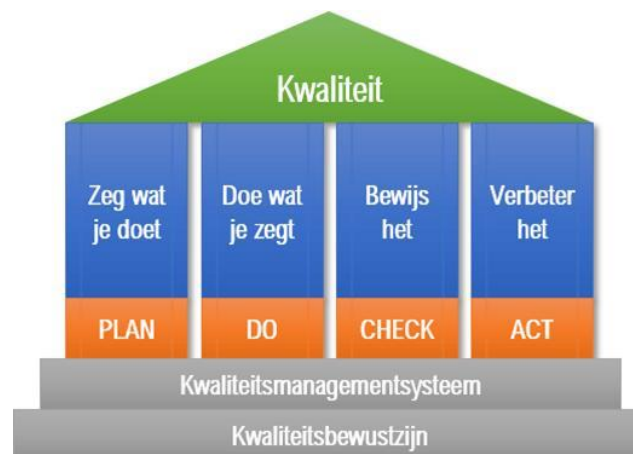 Kwaliteit
Zeg wat
je doet
Doe wat
je zegt
Bewijs
het
Verbeter
het
PLAN
DO
CHECK
ACT
Kwaliteitsmanagementsysteem
Kwaliteitsbewustzijn